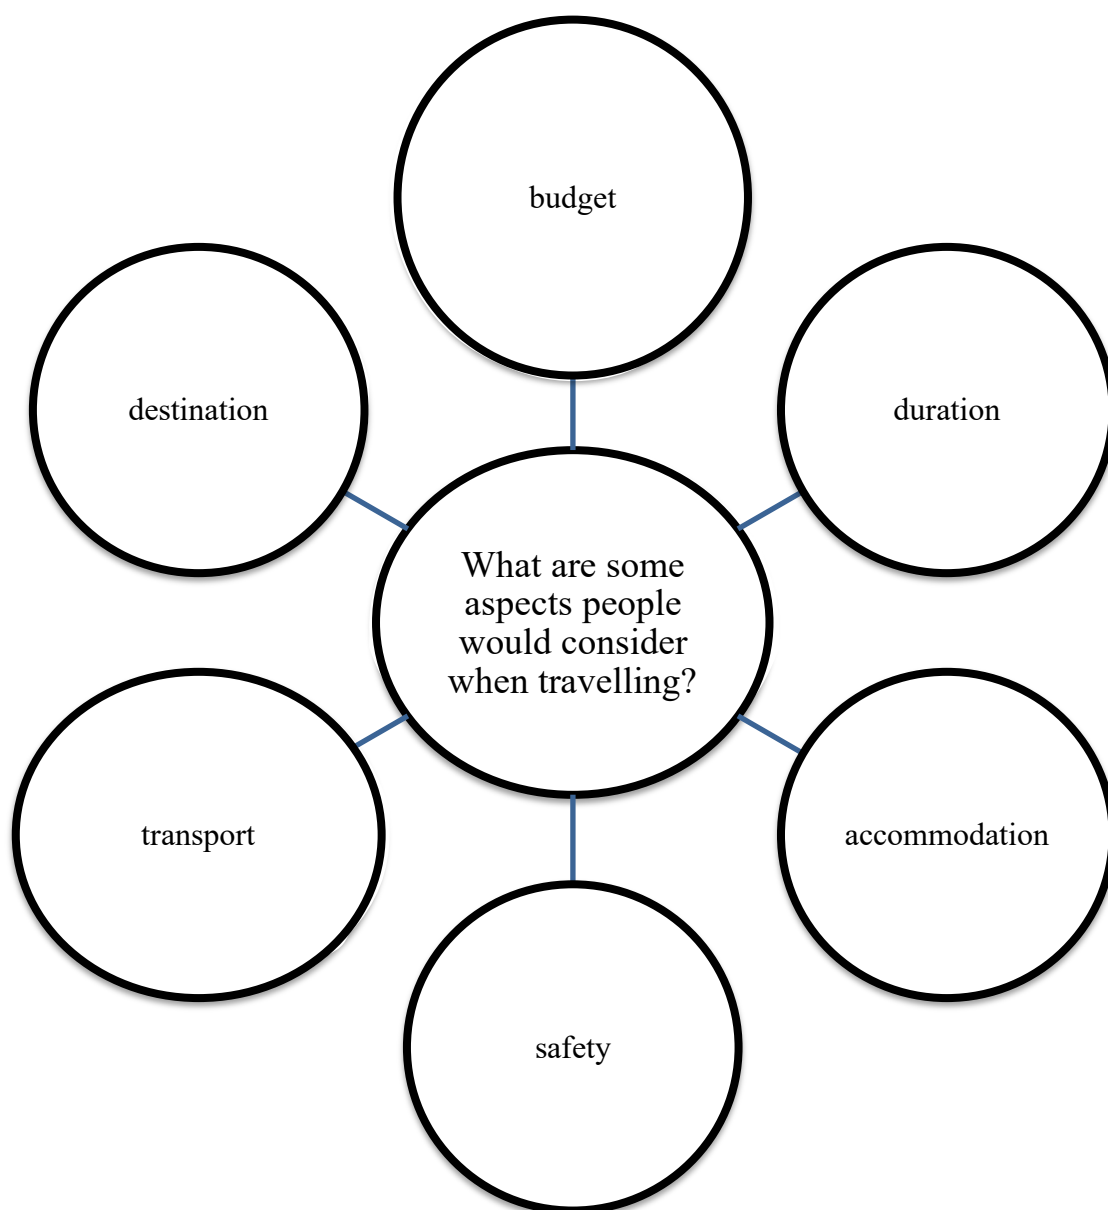 budget
destination
duration
What are some
aspects people
would consider
when travelling?
transport
accommodation
safety